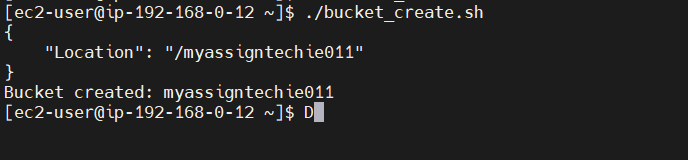 [ec2-user@ip-192-168-0-12 ~]$ ./bucket_create.sh
{
    "Location": "/myassigntechie011"
}
Bucket created: myassigntechie011
[ec2-user@ip-192-168-0-12 ~]$ D